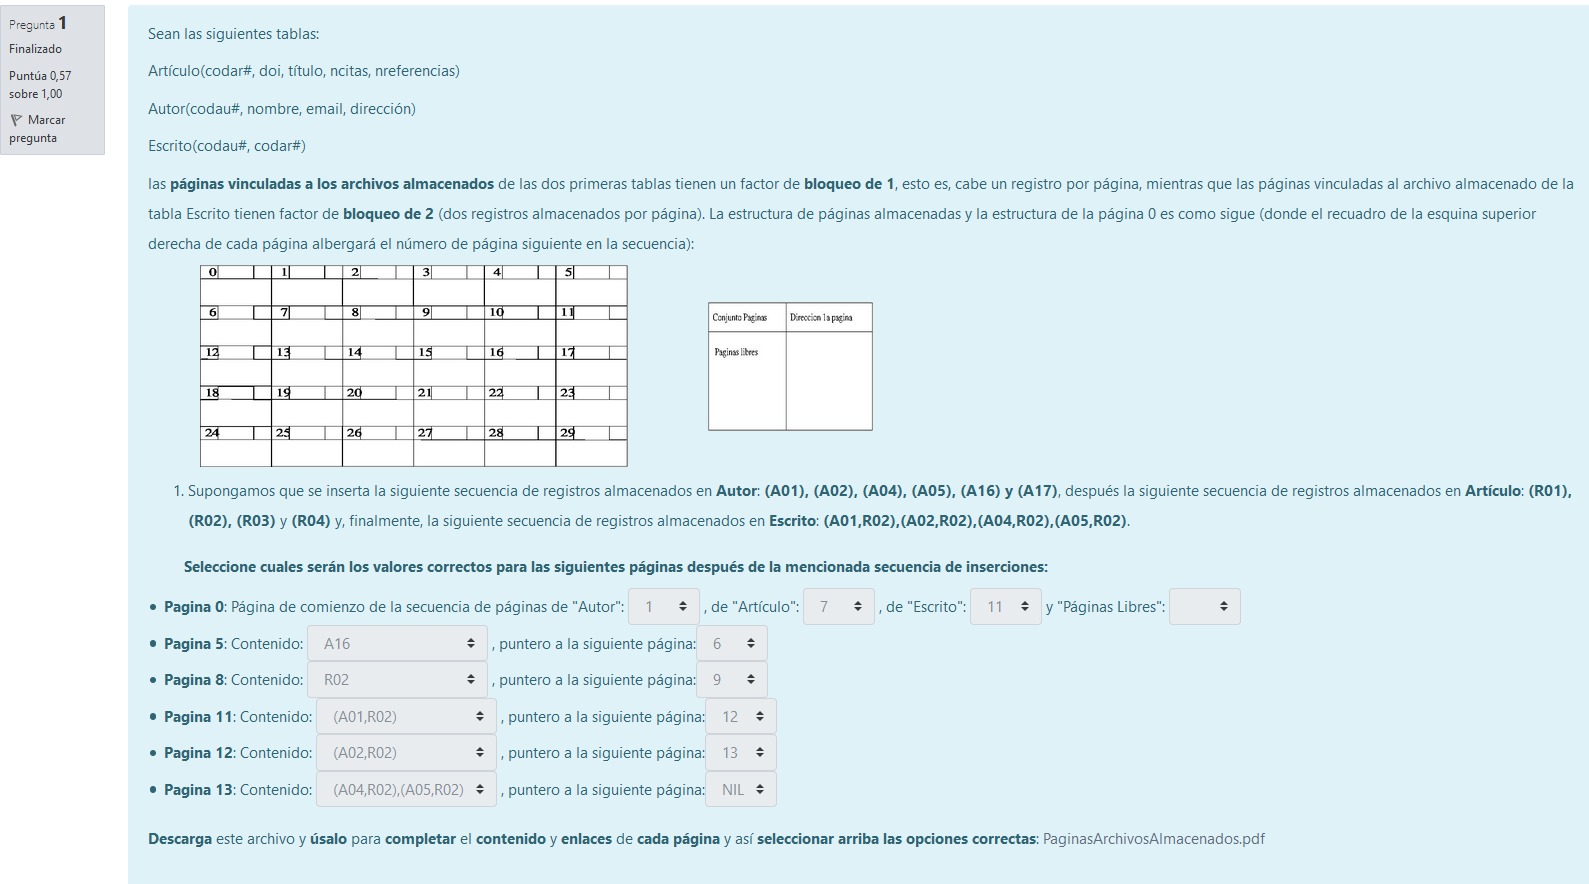 Pregunta 1
Finalizado
Puntúa 0,57
sobre 1,00
Marcar
pregunta
Sean las siguientes tablas:
Artículo(codar#, doi, título, ncitas, nreferencias)
Autor(codau#, nombre, email, dirección)
Escrito(codau#, codar#)
las páginas vinculadas a los archivos almacenados de las dos primeras tablas tienen un factor de bloqueo de 1, esto es, cabe un registro por página, mientras que las páginas vinculadas al archivo almacenado de la
tabla Escrito tienen factor de bloqueo de 2 (dos registros almacenados por página). La estructura de páginas almacenadas y la estructura de la página 0 es como sigue (donde el recuadro de la esquina superior
derecha de cada página albergará el número de página siguiente en la secuencia):
0 1 2 3 4 5
6 7 8 9 10 11
12 13 14 15 16 17
18 19 20 21 22 23
24 25 26 27 28 29
Conjunto Paginas Direccion 1a pagina
Paginas libres
1. Supongamos que se inserta la siguiente secuencia de registros almacenados en Autor: (A01), (A02), (A04), (A05), (A16) y (A17), después la siguiente secuencia de registros almacenados en Artículo: (R01),
(R02), (R03) y (R04) y, finalmente, la siguiente secuencia de registros almacenados en Escrito: (A01,R02),(A02,R02),(A04,R02),(A05,R02).
Seleccione cuales serán los valores correctos para las siguientes páginas después de la mencionada secuencia de inserciones:
• Pagina 0: Página de comienzo de la secuencia de páginas de "Autor": 1 , de "Artículo": 7 , de "Escrito": 11 y "Páginas Libres":
• Pagina 5: Contenido: A16 , puntero a la siguiente página: 6
• Pagina 8: Contenido: R02 , puntero a la siguiente página: 9
• Pagina 11: Contenido: (A01,R02) , puntero a la siguiente página: 12
• Pagina 12: Contenido: (A02,R02) , puntero a la siguiente página: 13
• Pagina 13: Contenido: (A04,R02),(A05,R02) , puntero a la siguiente página: NIL
Descarga este archivo y úsalo para completar el contenido y enlaces de cada página y así seleccionar arriba las opciones correctas: PaginasArchivosAlmacenados.pdf